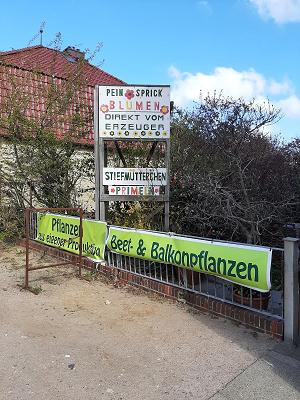 PEIN SPRICK
BLUMEN
DIREKT VOM
ERZEUGER
STIEFMÜTTERCHEN
PRIMELN
Pflanzen
aus eigener Produktion
Beet- & Balkonpflanzen